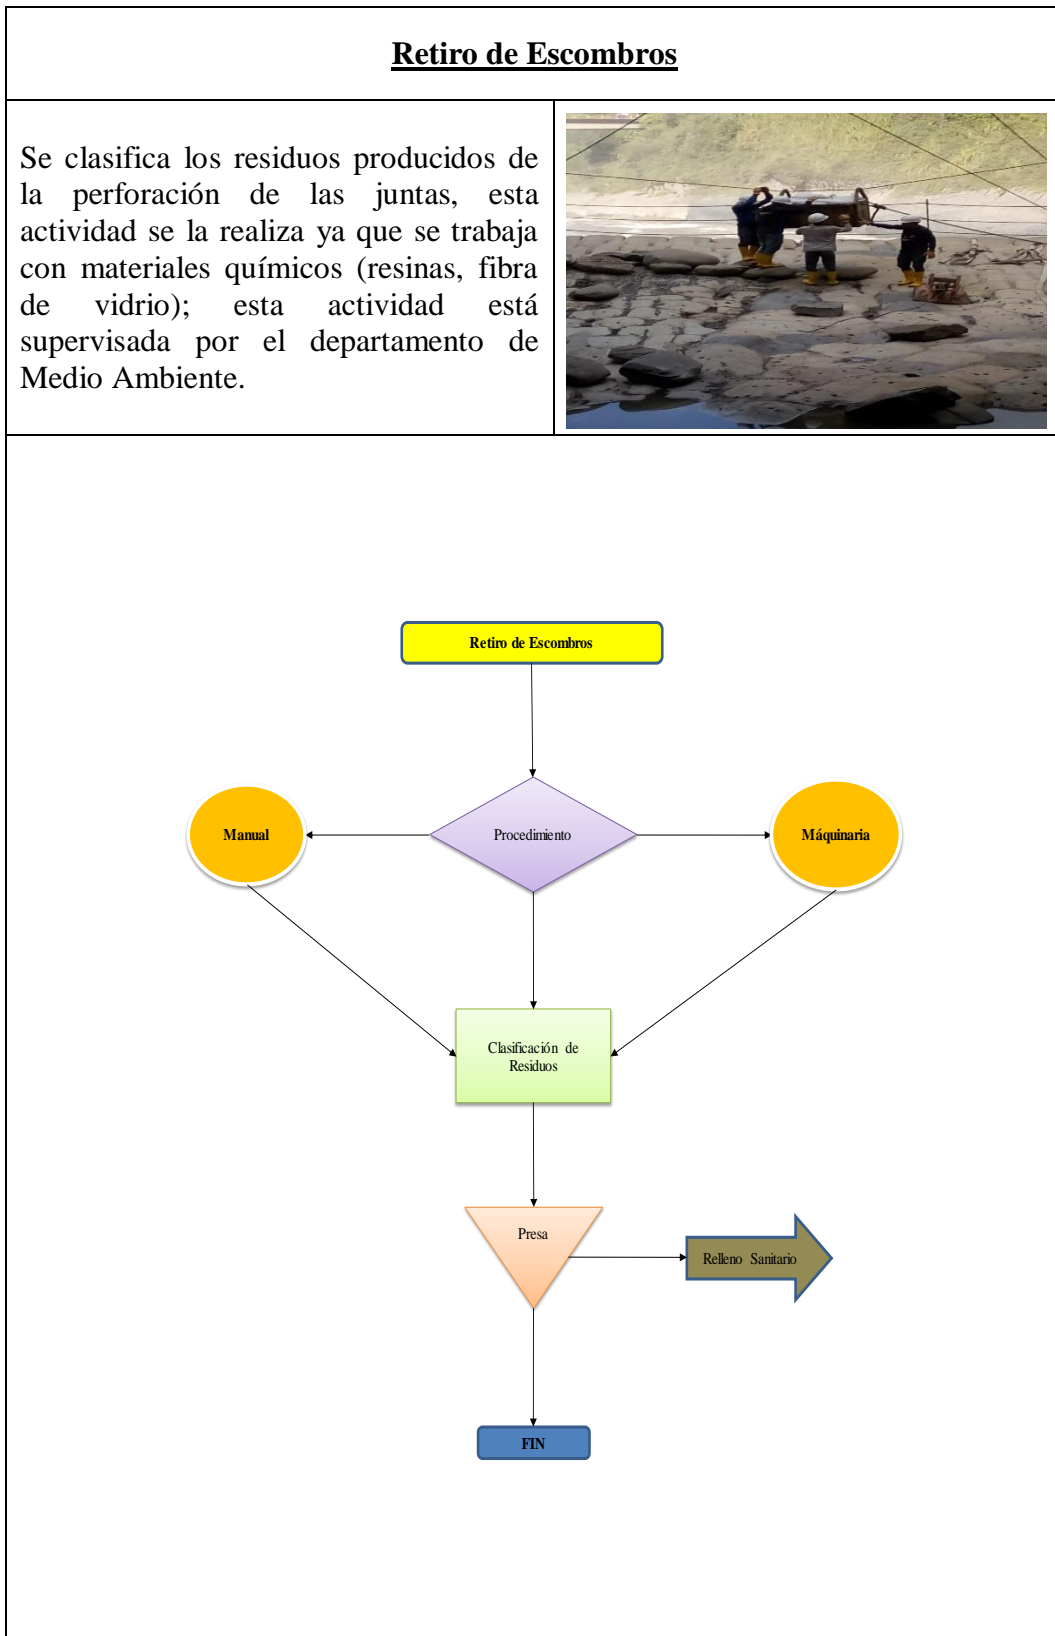 Retiro de Escombros
Se clasifica los residuos producidos de
la perforación de las juntas, esta
actividad se la realiza ya que se trabaja
con materiales químicos (resinas, fibra
de vidrio); esta actividad está
supervisada por el departamento de
Medio Ambiente.
Retiro de Escombros
Manual
Procedimiento
Máquinaria
Clasificación de
Residuos
Presa
Relleno Sanitario
FIN